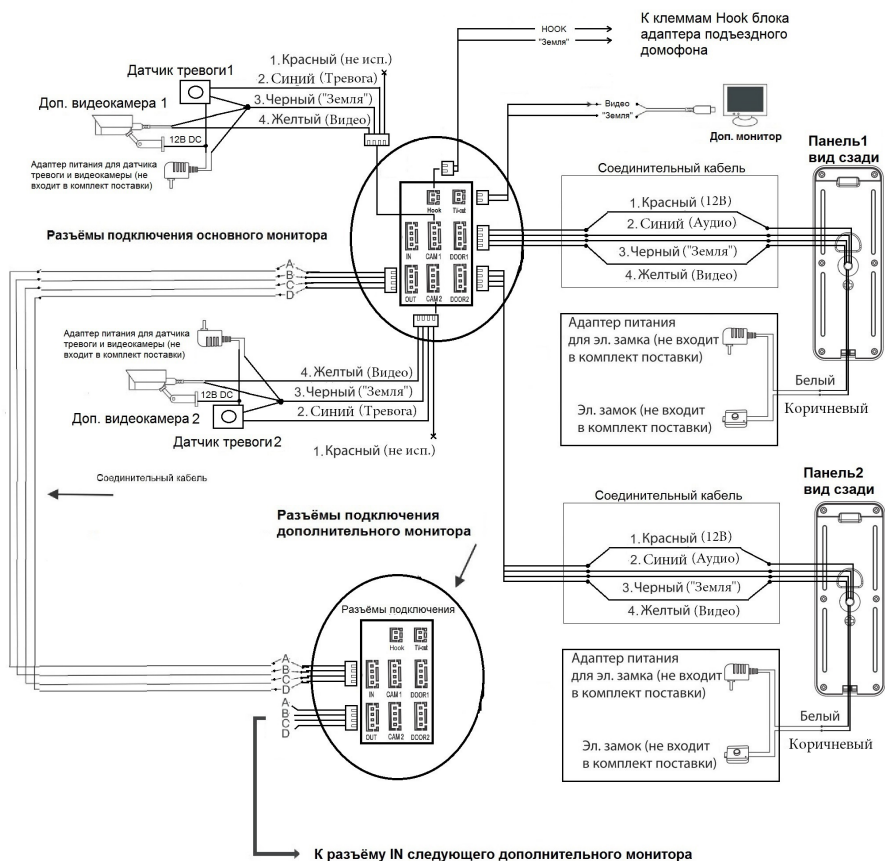 К клеммам Hook блока
адаптера подъездного
домофона
HOOK
"Земля"
1.Красный (не исп.)
2. Синий (Тревога)
3.Черный ("Земля")
4. Желтый (Видео)
Датчик тревоги1
Доп. видеокамера 1
12В DC
Адаптер питания для датчика
тревоги и видеокамеры (не
входит в комплект поставки)
Видео
"Земля"
Доп. монитор
Панель1
вид сзади
Соединительный кабель
1.Красный (12В)
2. Синий (Аудио)
3.Черный ("Земля")
4. Желтый (Видео)
Hook
IN
CAM 1
DOOR1
OUT
CAM 2
DOOR2
Разъёмы подключения основного монитора
A
B
C
D
Адаптер питания для датчика
тревоги и видеокамеры (не
входит в комплект поставки)
12В DC
Доп. видеокамера 2
Датчик тревоги2
4. Желтый (Видео)
3.Черный ("Земля")
2. Синий (Тревога)
1. Красный (не исп.)
Адаптер питания
для эл. замка (не входит
в комплект поставки)
Эл. замок (не входит
в комплект поставки)
Белый
Коричневый
Соединительный кабель
Панель2
вид сзади
Соединительный кабель
1.Красный (12В)
2. Синий (Аудио)
3.Черный ("Земля")
4. Желтый (Видео)
Разъёмы подключения
дополнительного монитора
Разъёмы подключения
Hook
IN
CAM 1
DOOR1
OUT
CAM 2
DOOR2
A
B
C
D
A
B
C
D
Адаптер питания
для эл. замка (не входит
в комплект поставки)
Эл. замок (не входит
в комплект поставки)
Белый
Коричневый
К разъёму IN следующего дополнительного монитора